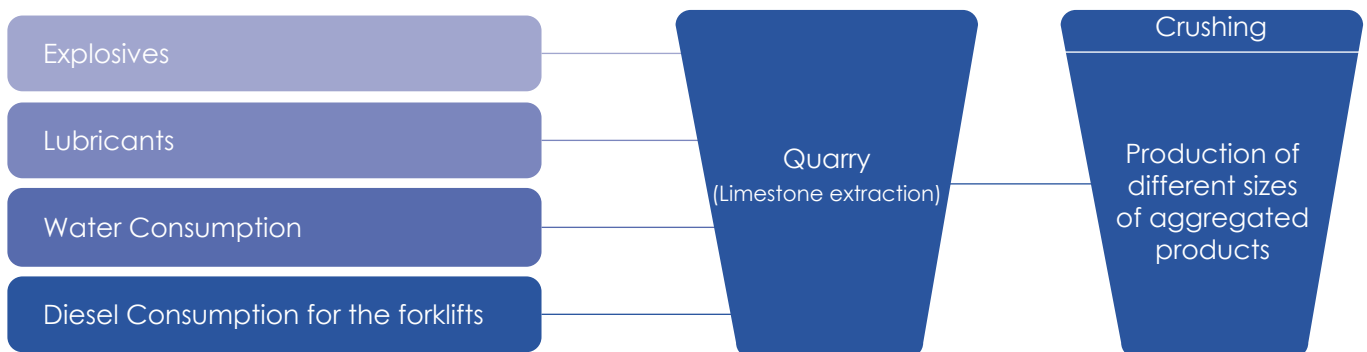 Explosives
Lubricants
Water Consumption
Diesel Consumption for the forklifts
Quarry
(Limestone extraction)
Crushing
Production of
different sizes
of aggregated
products